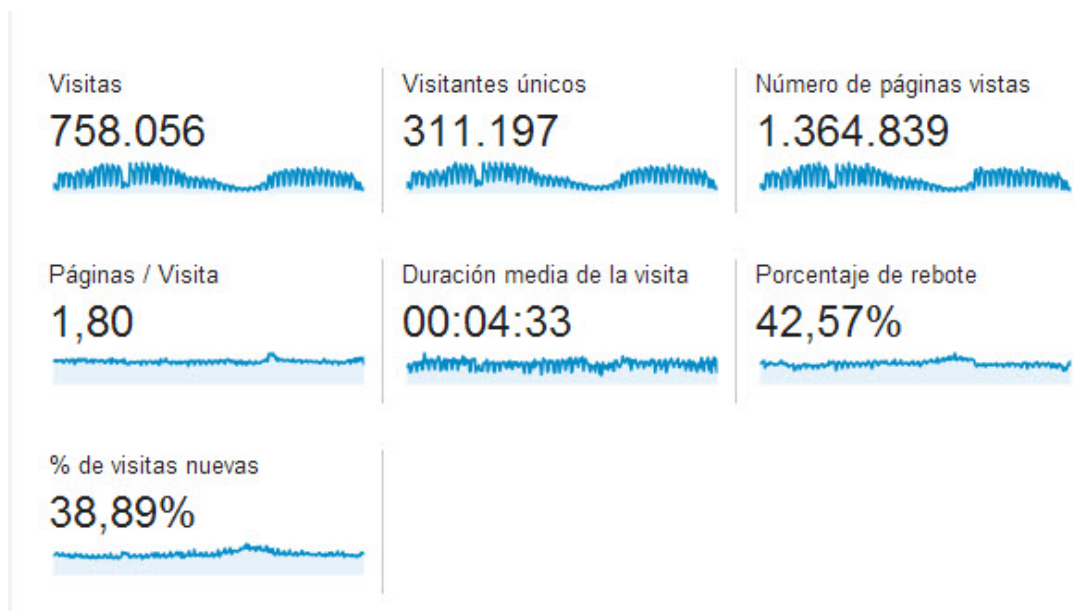 Visitas
758.056
Visitantes únicos
311.197
Número de páginas vistas
1.364.839
Páginas / Visita
1,80
Duración media de la visita
00:04:33
Porcentaje de rebote
42,57%
% de visitas nuevas
38,89%